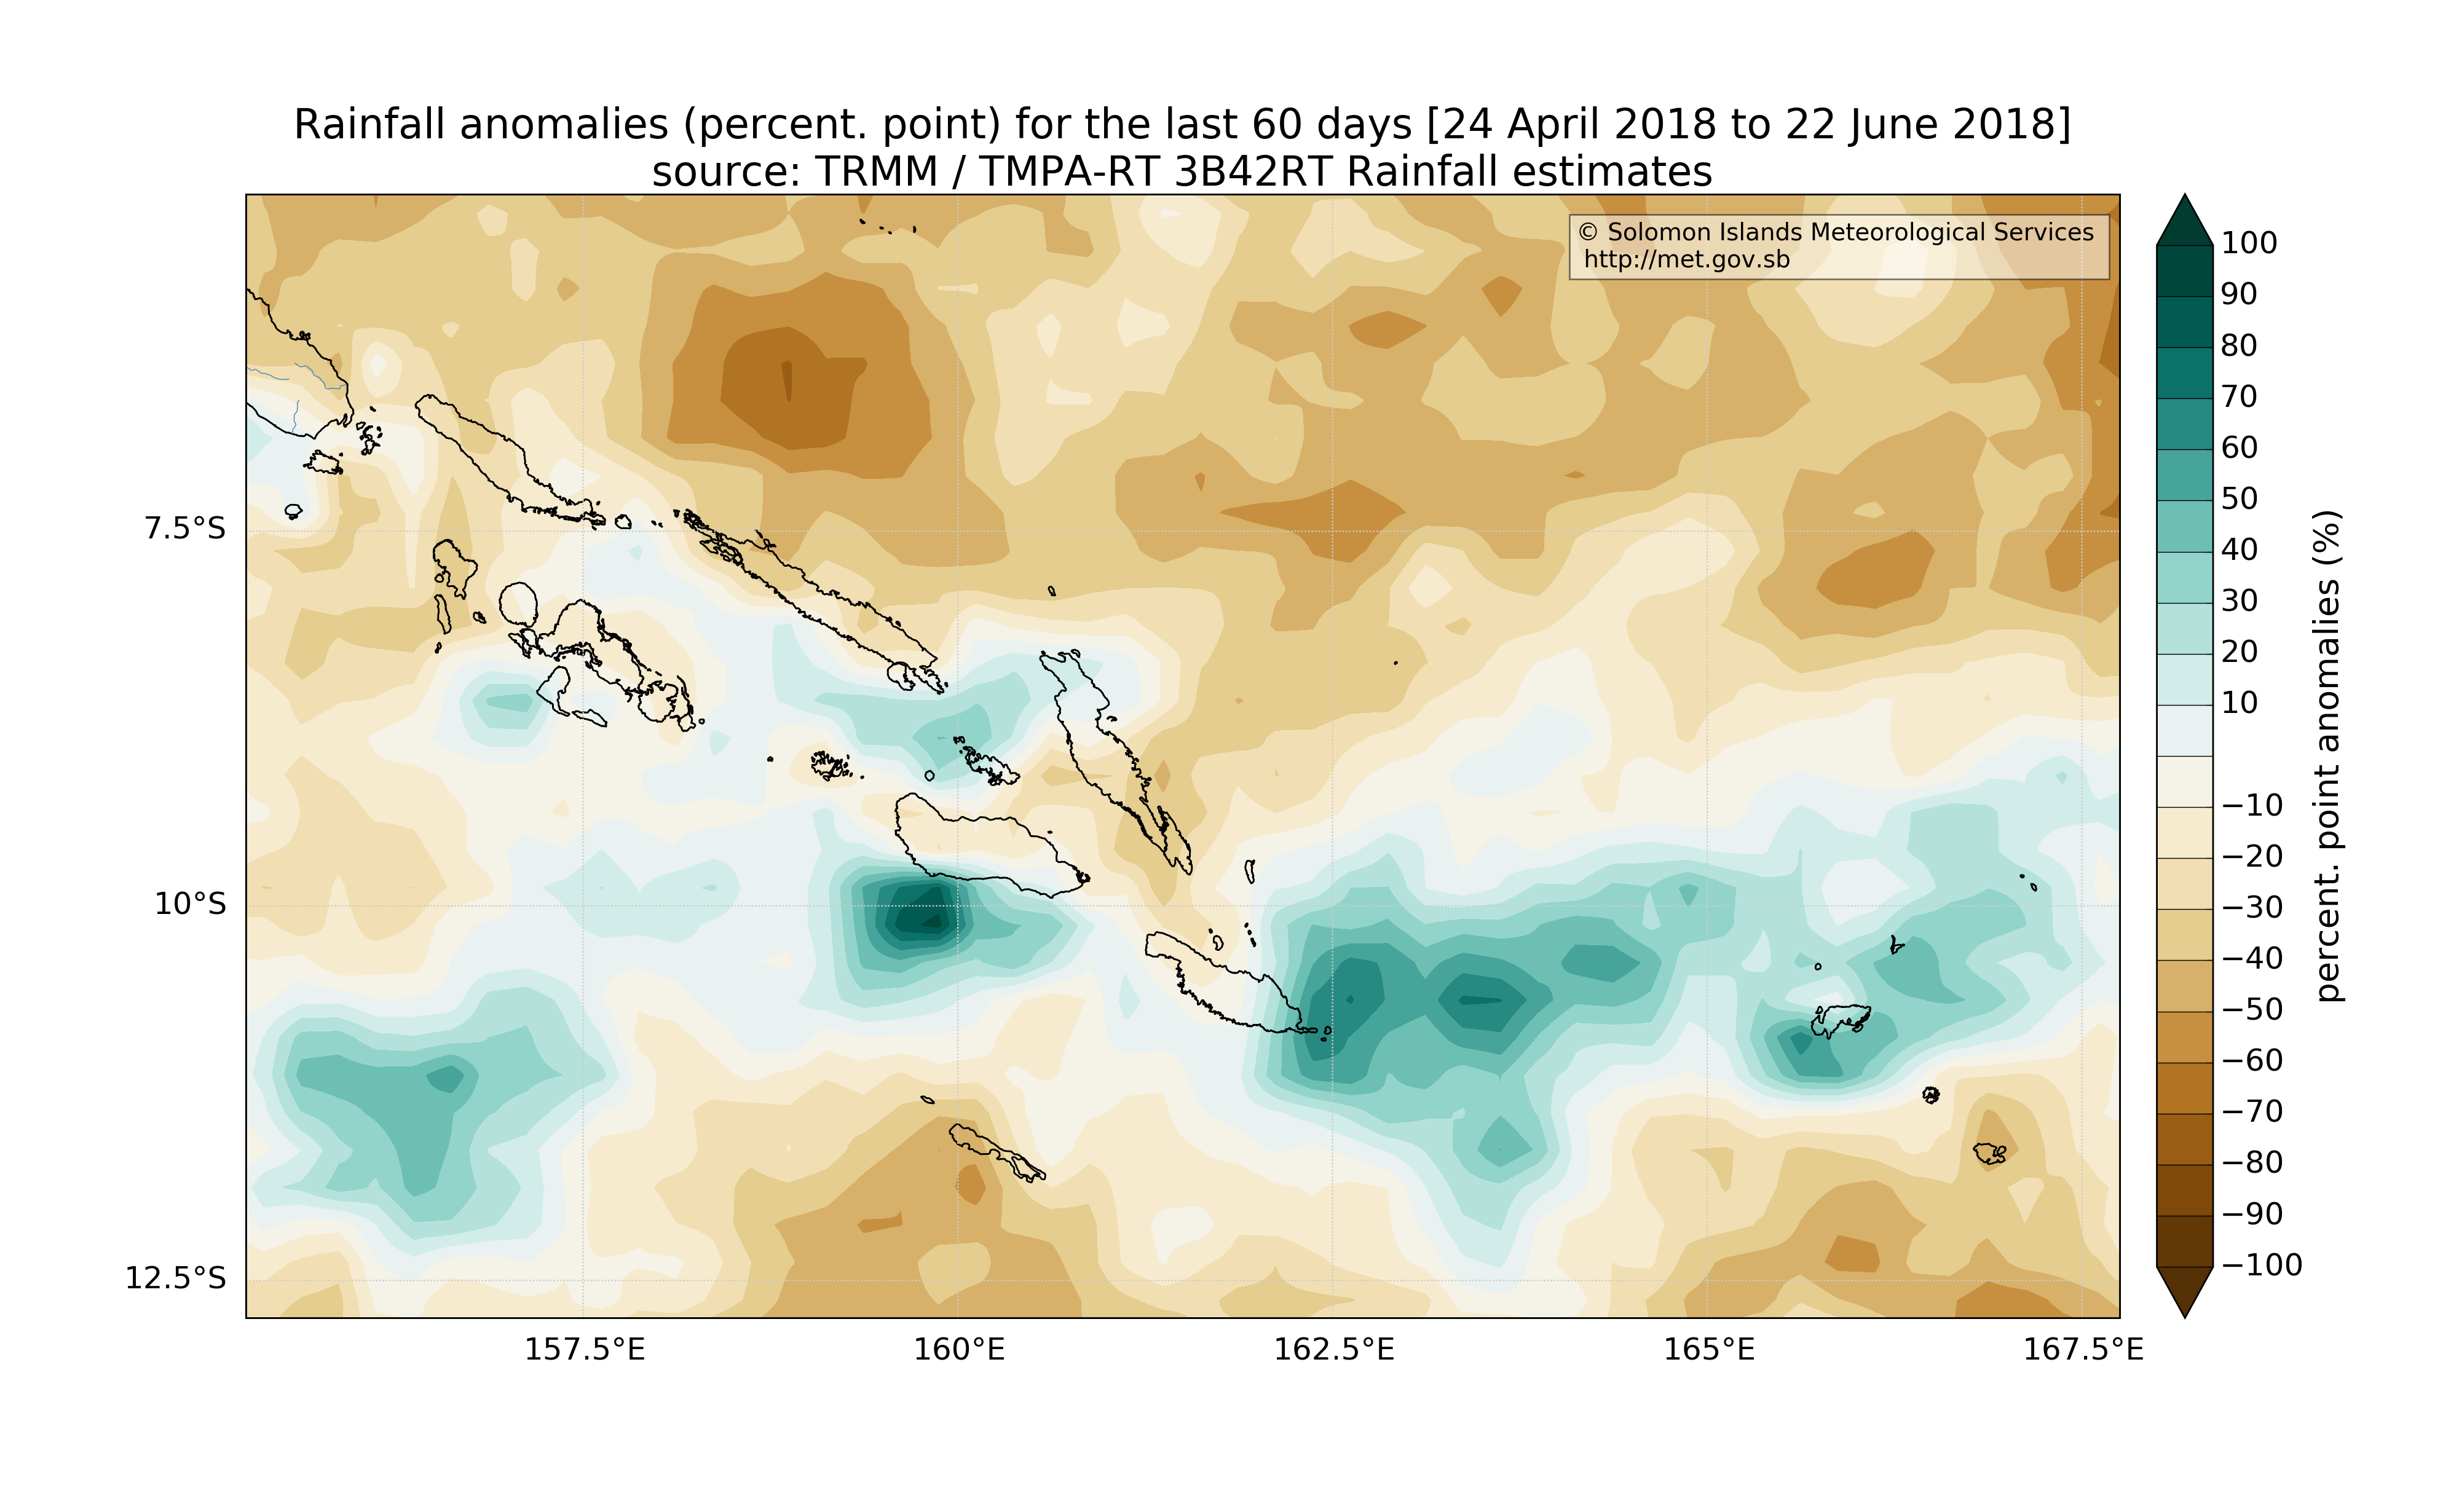 Rainfall anomalies (percent. point) for the last 60 days [24 April 2018 to 22 June 2018]
source: TRMM / TMPA-RT 3B42RT Rainfall estimates
© Solomon Islands Meteorological Services
http://met.gov.sb
7.5°S
10°S
12.5°S
157.5°E
160°E
162.5°E
165°E
167.5°E
100
90
80
70
60
50
40
30
20
10
−10
−20
−30
−40
−50
−60
−70
−80
−90
−100
percent. point anomalies (%)